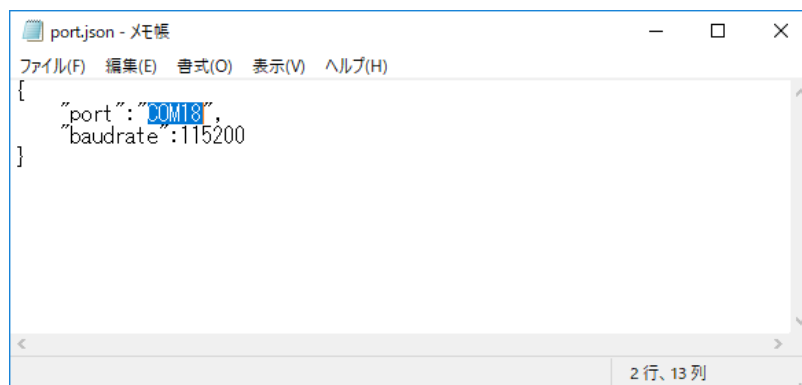 port.json - メモ帳
ファイル(F) 編集(E) 書式(O) 表示(V) ヘルプ(H)
{
    "port":"COM18",
    "baudrate":115200
}
2 行、13 列